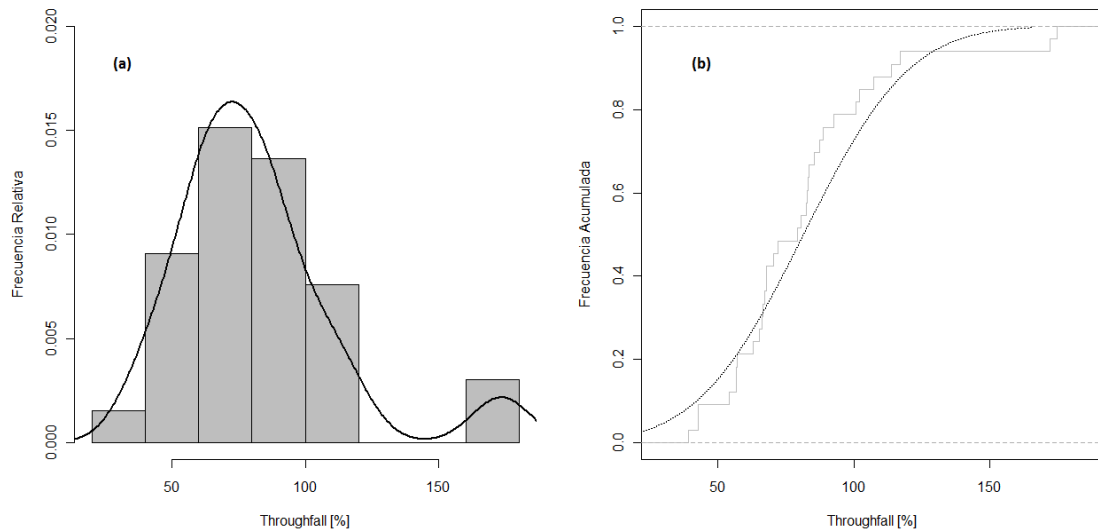 (a)
Frecuencia Relativa
0.020
0.015
0.010
0.005
0.000
50
100
150
Throughfall [%]
(b)
Frecuencia Acumulada
1.0
0.8
0.6
0.4
0.2
0.0
50
100
150
Throughfall [%]